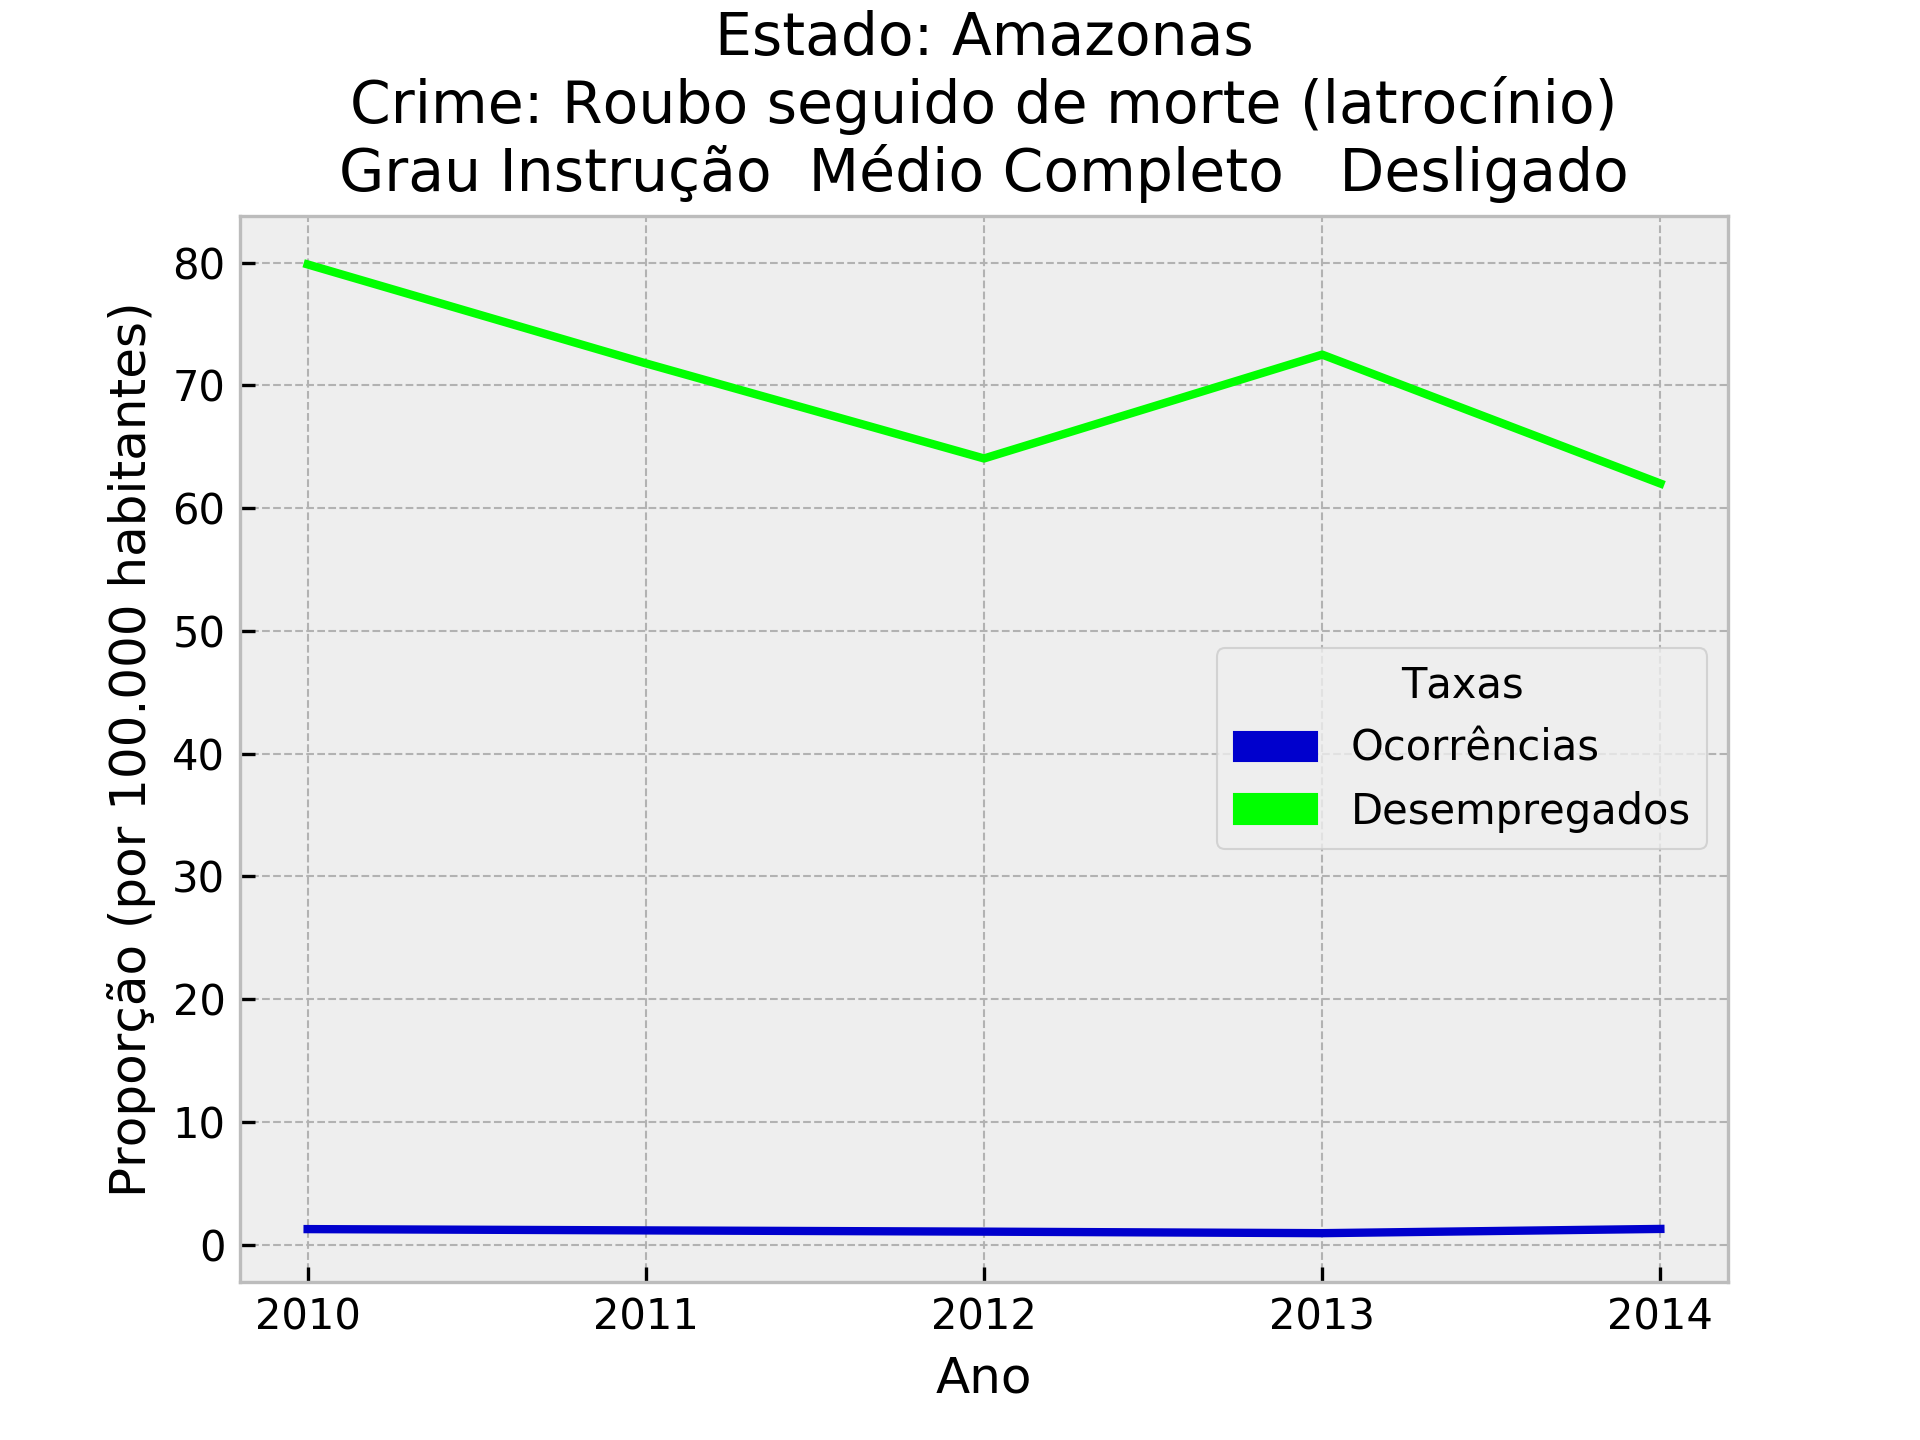 Estado: Amazonas
Crime: Roubo seguido de morte (latrocínio)
Grau Instrução  Médio Completo   Desligado
Proporção (por 100.000 habitantes)
80
70
60
50
40
30
20
10
0
Taxas
Ocorrências
Desempregados
2010 2011 2012 2013 2014
Ano